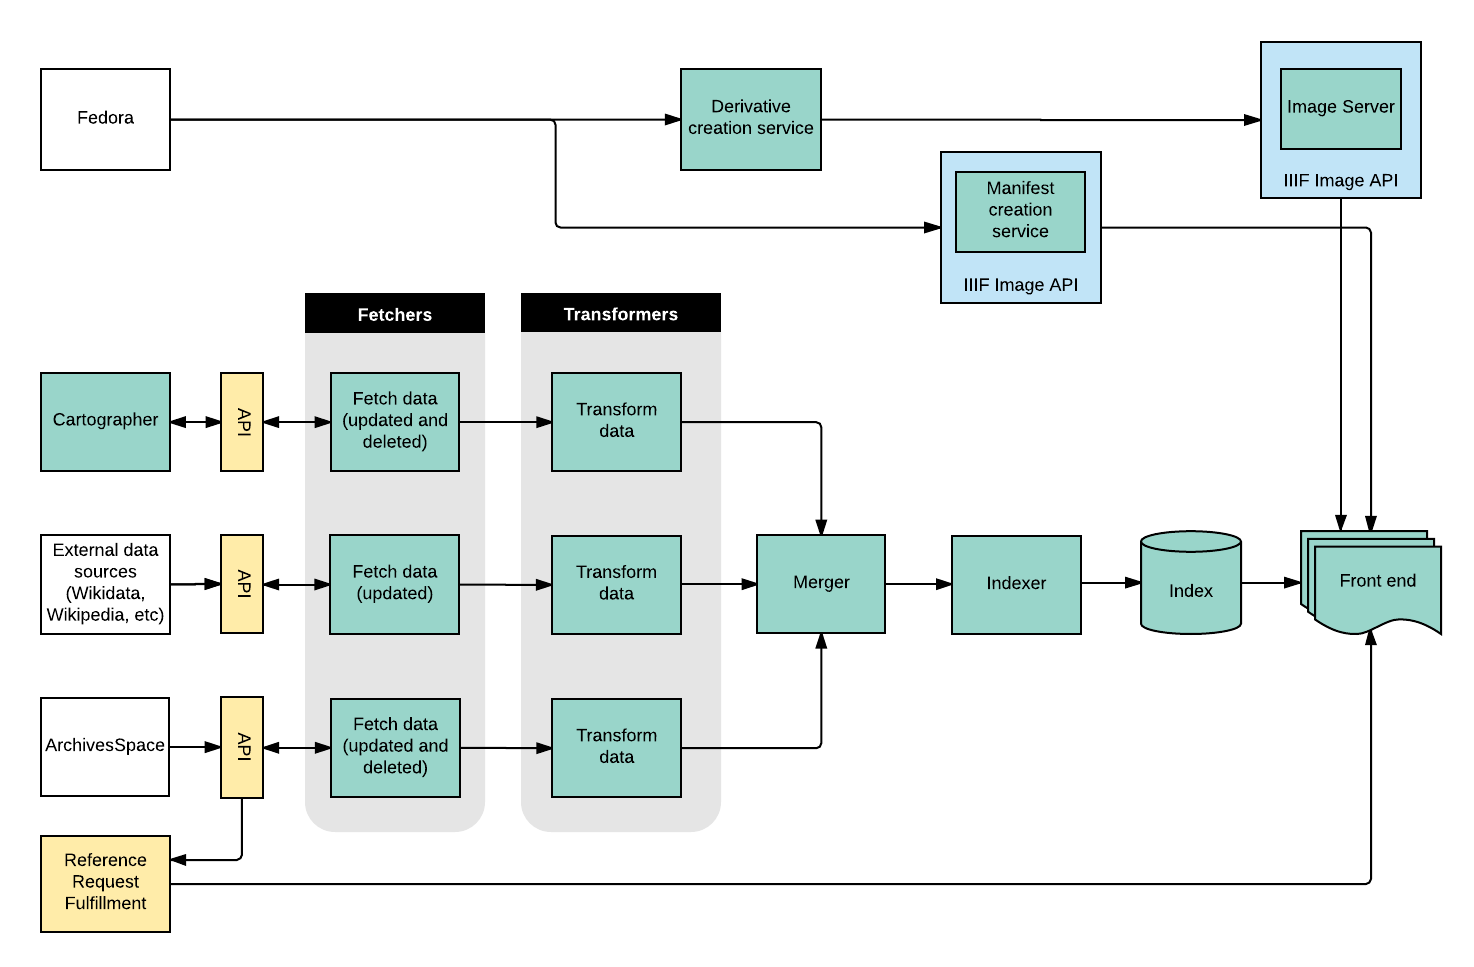 Fedora
Derivative
creation service
Image Server
IIIF Image API
Manifest
creation
service
IIIF Image API
Fetchers
Transformers
Cartographer
API
Fetch data
(updated and
deleted)
Transform
data
External data
sources
(Wikidata,
Wikipedia, etc)
API
Fetch data
(updated)
Transform
data
Merger
Indexer
Index
Front end
ArchivesSpace
API
Fetch data
(updated and
deleted)
Transform
data
Reference
Request
Fulfillment